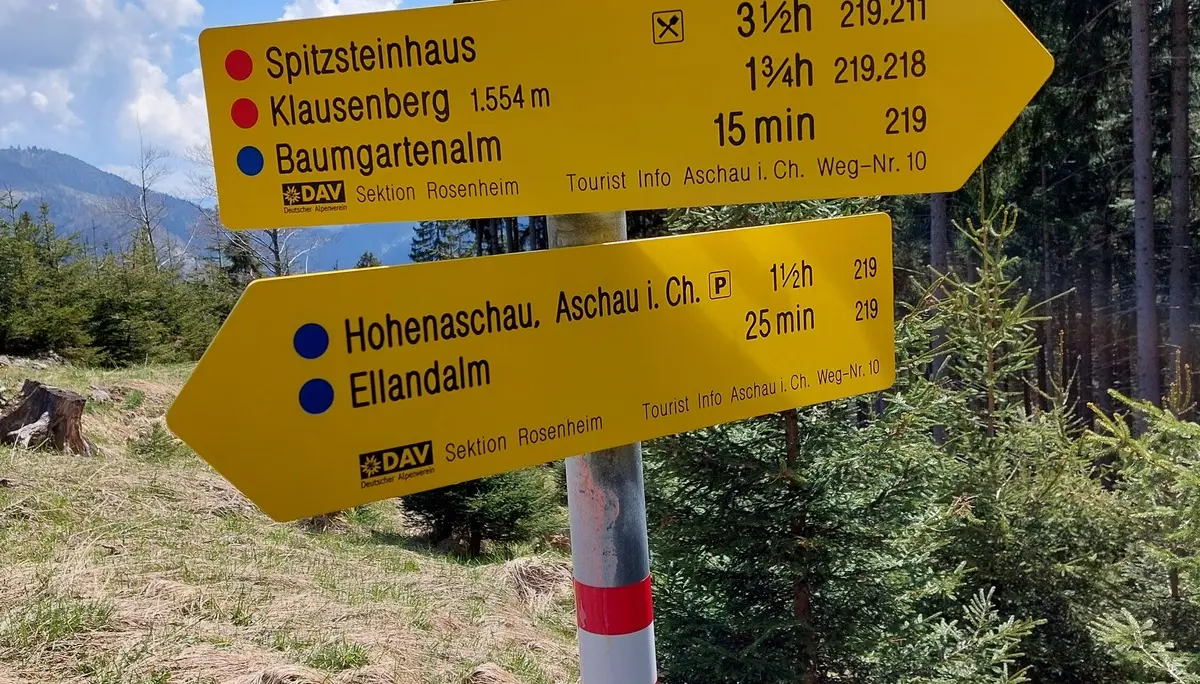 Spitzsteinhaus 3½h 219,211
Klausenberg 1.554 m 1¾h 219,218
Baumgartenalm 15 min 219
DAV Sektion Rosenheim Tourist Info Aschau i. Ch. Weg-Nr. 10
Deutscher Alpenverein
Hohenaschau, Aschau i. Ch. P 1½h 219
Ellandalm 25 min 219
DAV Sektion Rosenheim Tourist Info Aschau i. Ch. Weg-Nr. 10
Deutscher Alpenverein